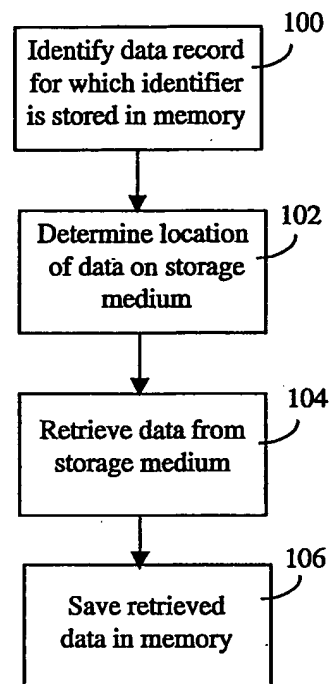 100
Identify data record
for which identifier
is stored in memory
102
Determine location
of data on storage
medium
104
Retrieve data from
storage medium
106
Save retrieved
data in memory